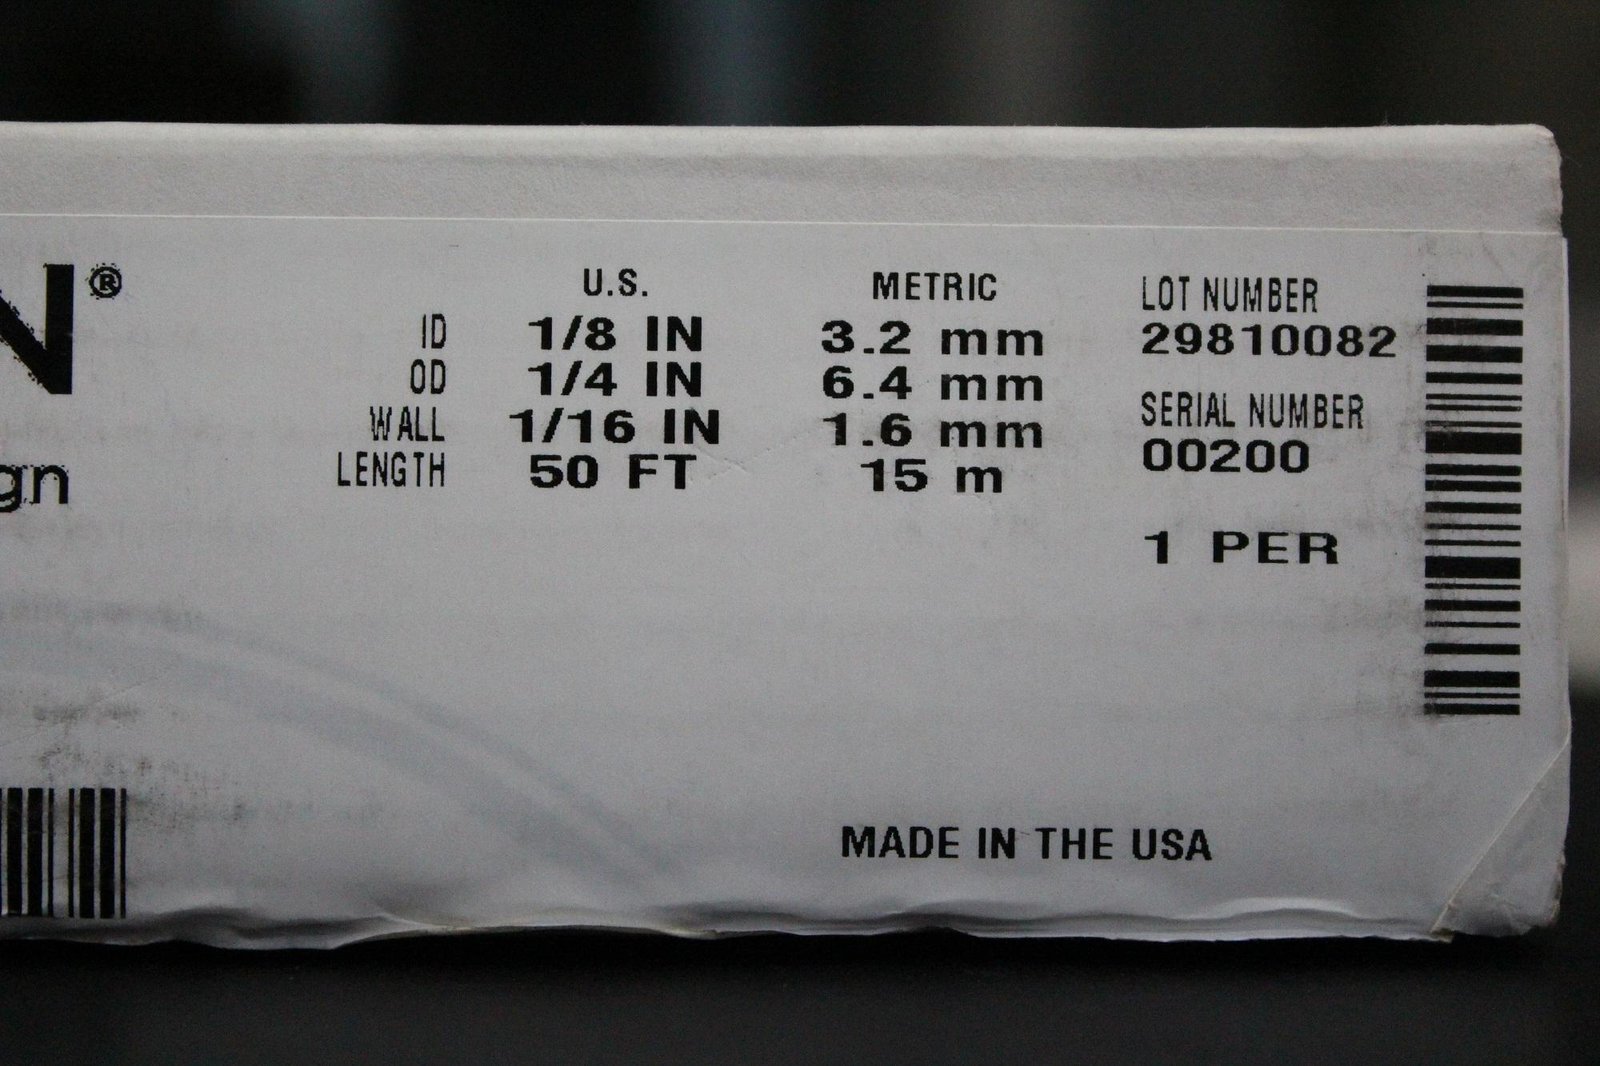 N®
gn
U.S. METRIC
ID 1/8 IN 3.2 mm
OD 1/4 IN 6.4 mm
WALL 1/16 IN 1.6 mm
LENGTH 50 FT 15 m
LOT NUMBER
29810082
SERIAL NUMBER
00200
1 PER
MADE IN THE USA